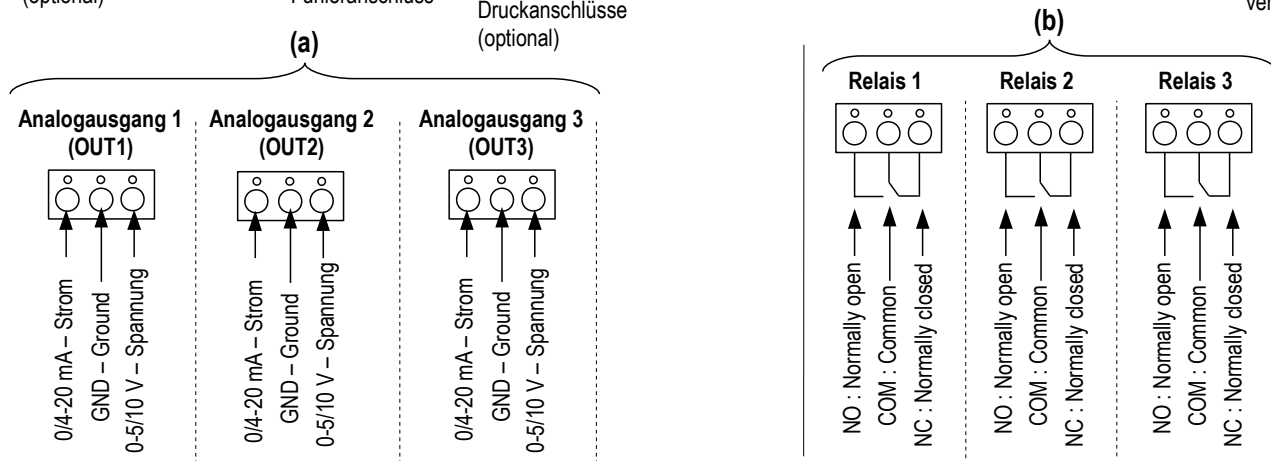 (optional)
Druckanschlüsse
(optional)
(a)
Analogausgang 1
(OUT1)
Analogausgang 2
(OUT2)
Analogausgang 3
(OUT3)
0/4-20 mA – Strom
GND – Ground
0-5/10 V – Spannung
0/4-20 mA – Strom
GND – Ground
0-5/10 V – Spannung
0/4-20 mA – Strom
GND – Ground
0-5/10 V – Spannung
(b)
Relais 1
Relais 2
Relais 3
NO : Normally open
COM : Common
NC : Normally closed
NO : Normally open
COM : Common
NC : Normally closed
NO : Normally open
COM : Common
NC : Normally closed